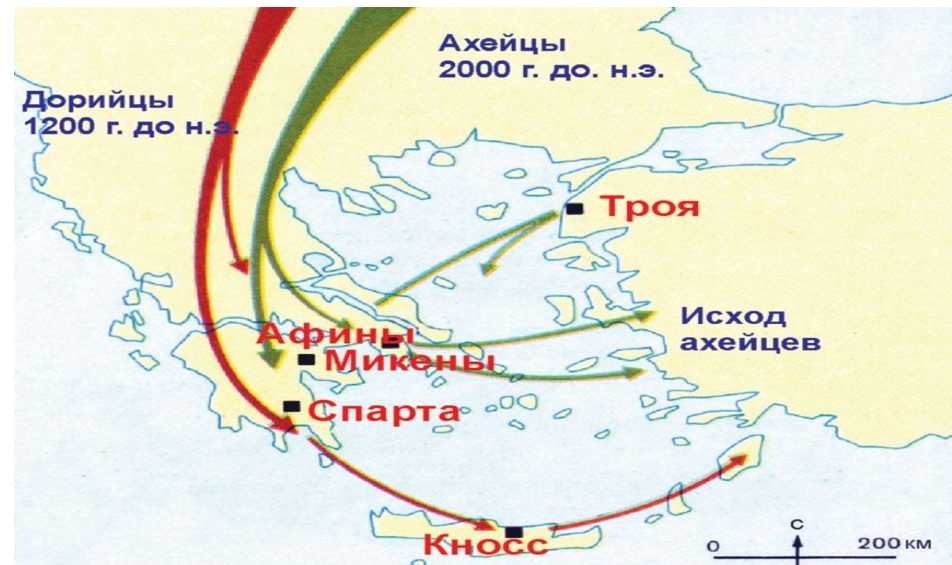 Ахейцы
2000 г. до. н.э.
Дорийцы
1200 г. до н.э.
Троя
Исход
ахейцев
Афины
Микены
Спарта
Кносс
С
0 200 км